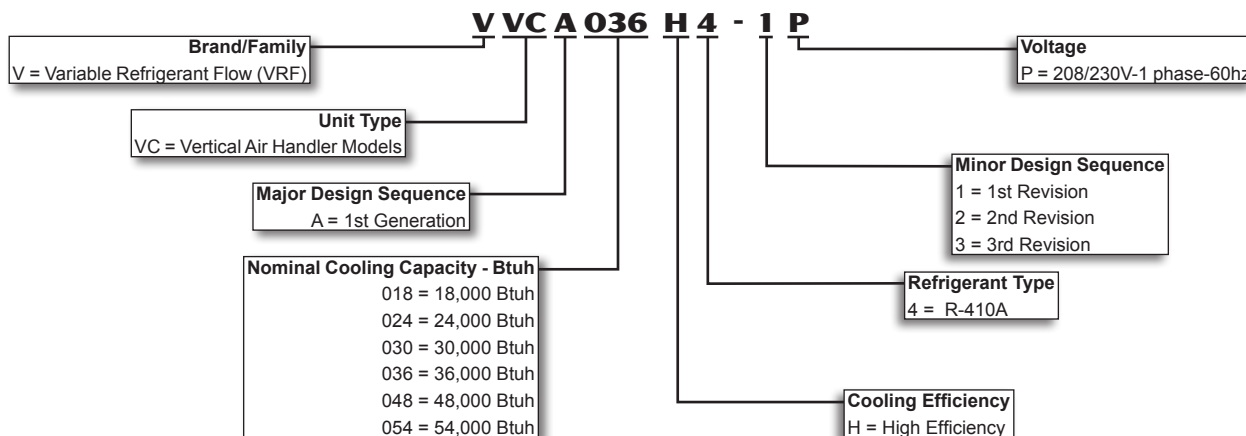 V VC A 036 H 4 - 1 P
Brand/Family
V = Variable Refrigerant Flow (VRF)
Unit Type
VC = Vertical Air Handler Models
Major Design Sequence
A = 1st Generation
Nominal Cooling Capacity - Btuh
018 = 18,000 Btuh
024 = 24,000 Btuh
030 = 30,000 Btuh
036 = 36,000 Btuh
048 = 48,000 Btuh
054 = 54,000 Btuh
Voltage
P = 208/230V-1 phase-60hz
Minor Design Sequence
1 = 1st Revision
2 = 2nd Revision
3 = 3rd Revision
Refrigerant Type
4 = R-410A
Cooling Efficiency
H = High Efficiency